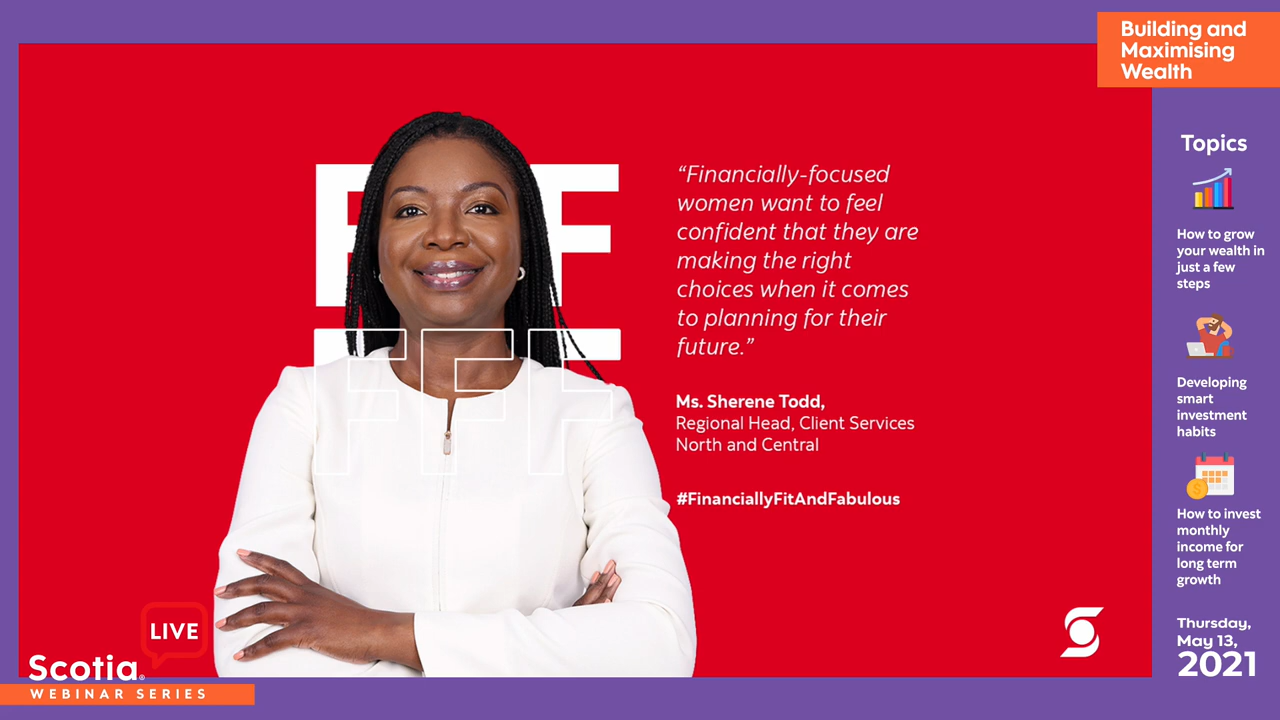 Building and
Maximising
Wealth
FFF
FFF
“Financially-focused
women want to feel
confident that they are
making the right
choices when it comes
to planning for their
future.”
Ms. Sherene Todd,
Regional Head, Client Services
North and Central
#FinanciallyFitAndFabulous
Topics
How to grow
your wealth in
just a few
steps
Developing
smart
investment
habits
How to invest
monthly
income for
long term
growth
Thursday,
May 13,
2021
LIVE
Scotia®
WEBINAR SERIES